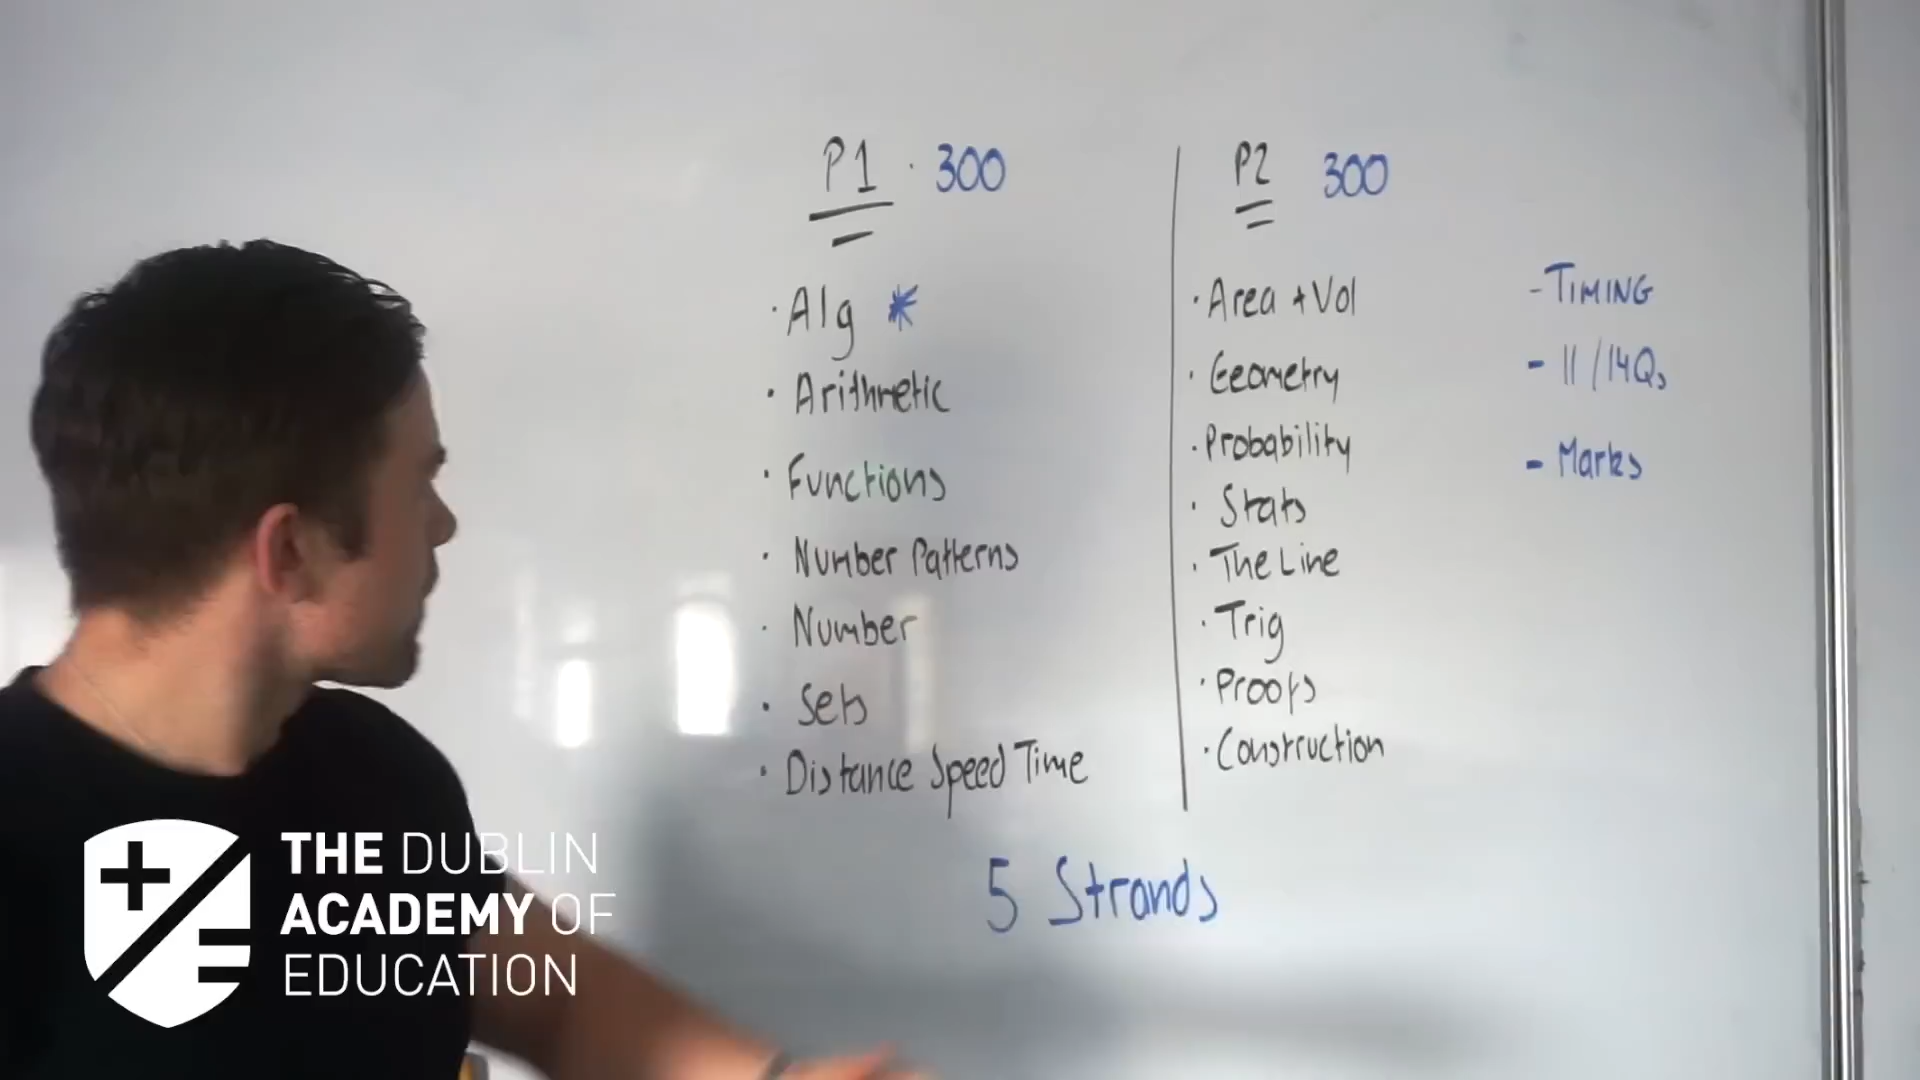 P1 · 300
· Alg *
· Arithmetic
· Functions
· Number Patterns
· Number
· Sets
· Distance Speed Time
P2 300
· Area + Vol
· Geometry
· Probability
· Stats
· The Line
· Trig
· Proofs
· Construction
- TIMING
- 11/14Qs
- Marks
5 Strands
THE DUBLIN
ACADEMY OF
EDUCATION